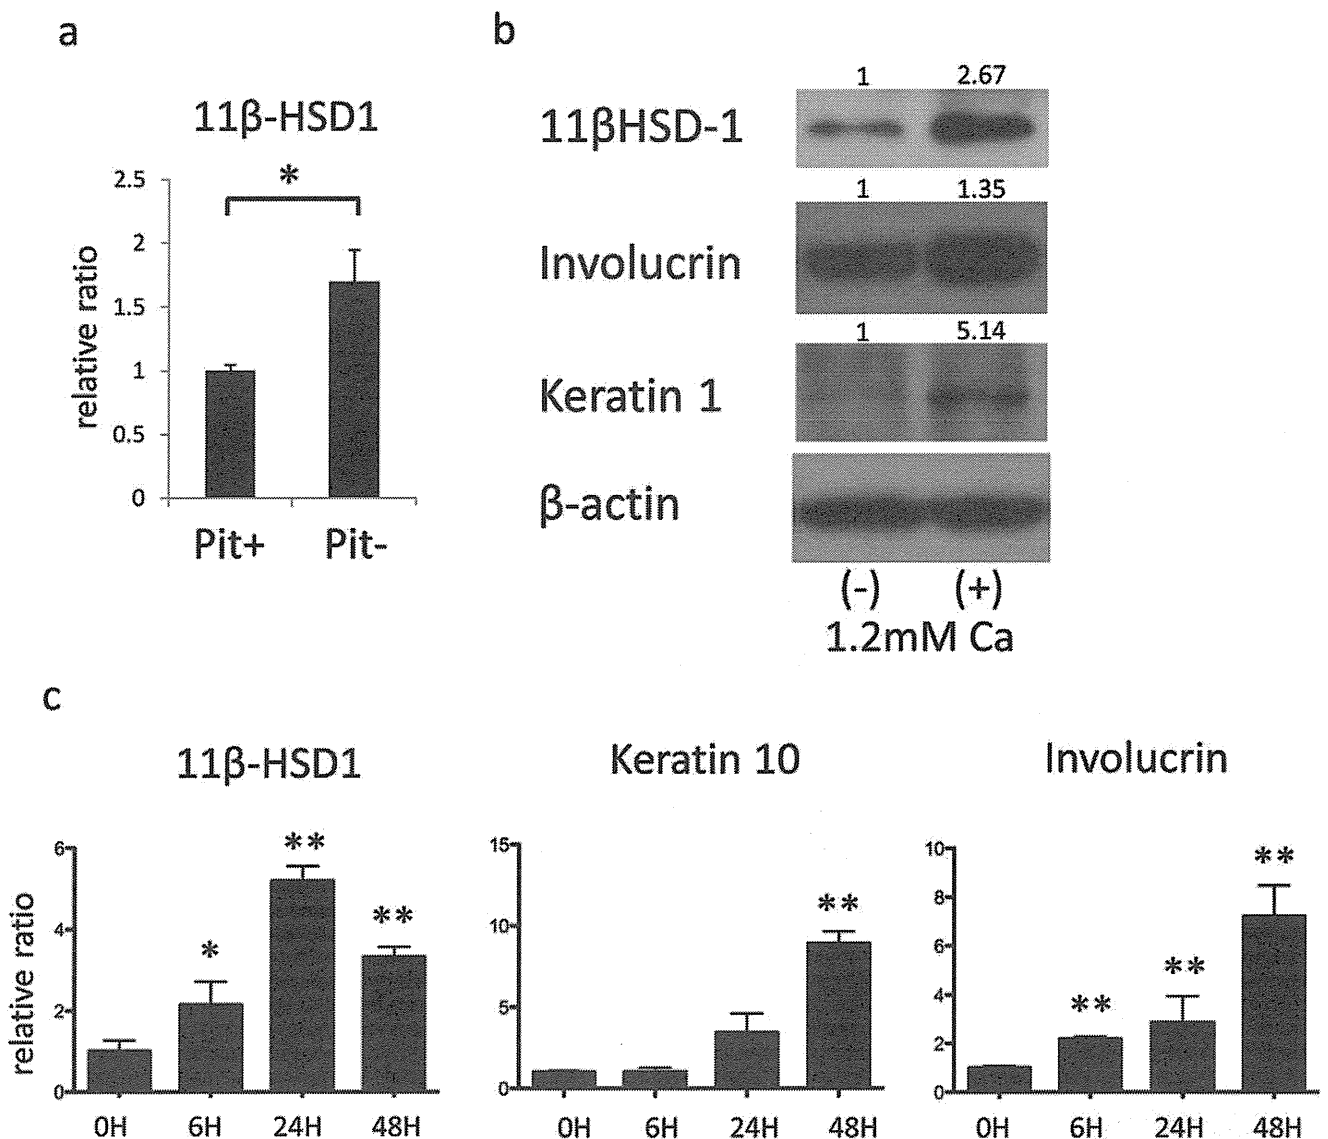 a
11β-HSD1
*
2.5
2
1.5
1
0.5
0
relative ratio
Pit+ Pit-
b
1 2.67
11βHSD-1
1 1.35
Involucrin
1 5.14
Keratin 1
β-actin
(-) (+)
1.2mM Ca
c
11β-HSD1
6
4
2
0
relative ratio
* ** **
0H 6H 24H 48H
Keratin 10
15
10
5
0
**
0H 6H 24H 48H
Involucrin
10
8
6
4
2
0
** ** **
0H 6H 24H 48H